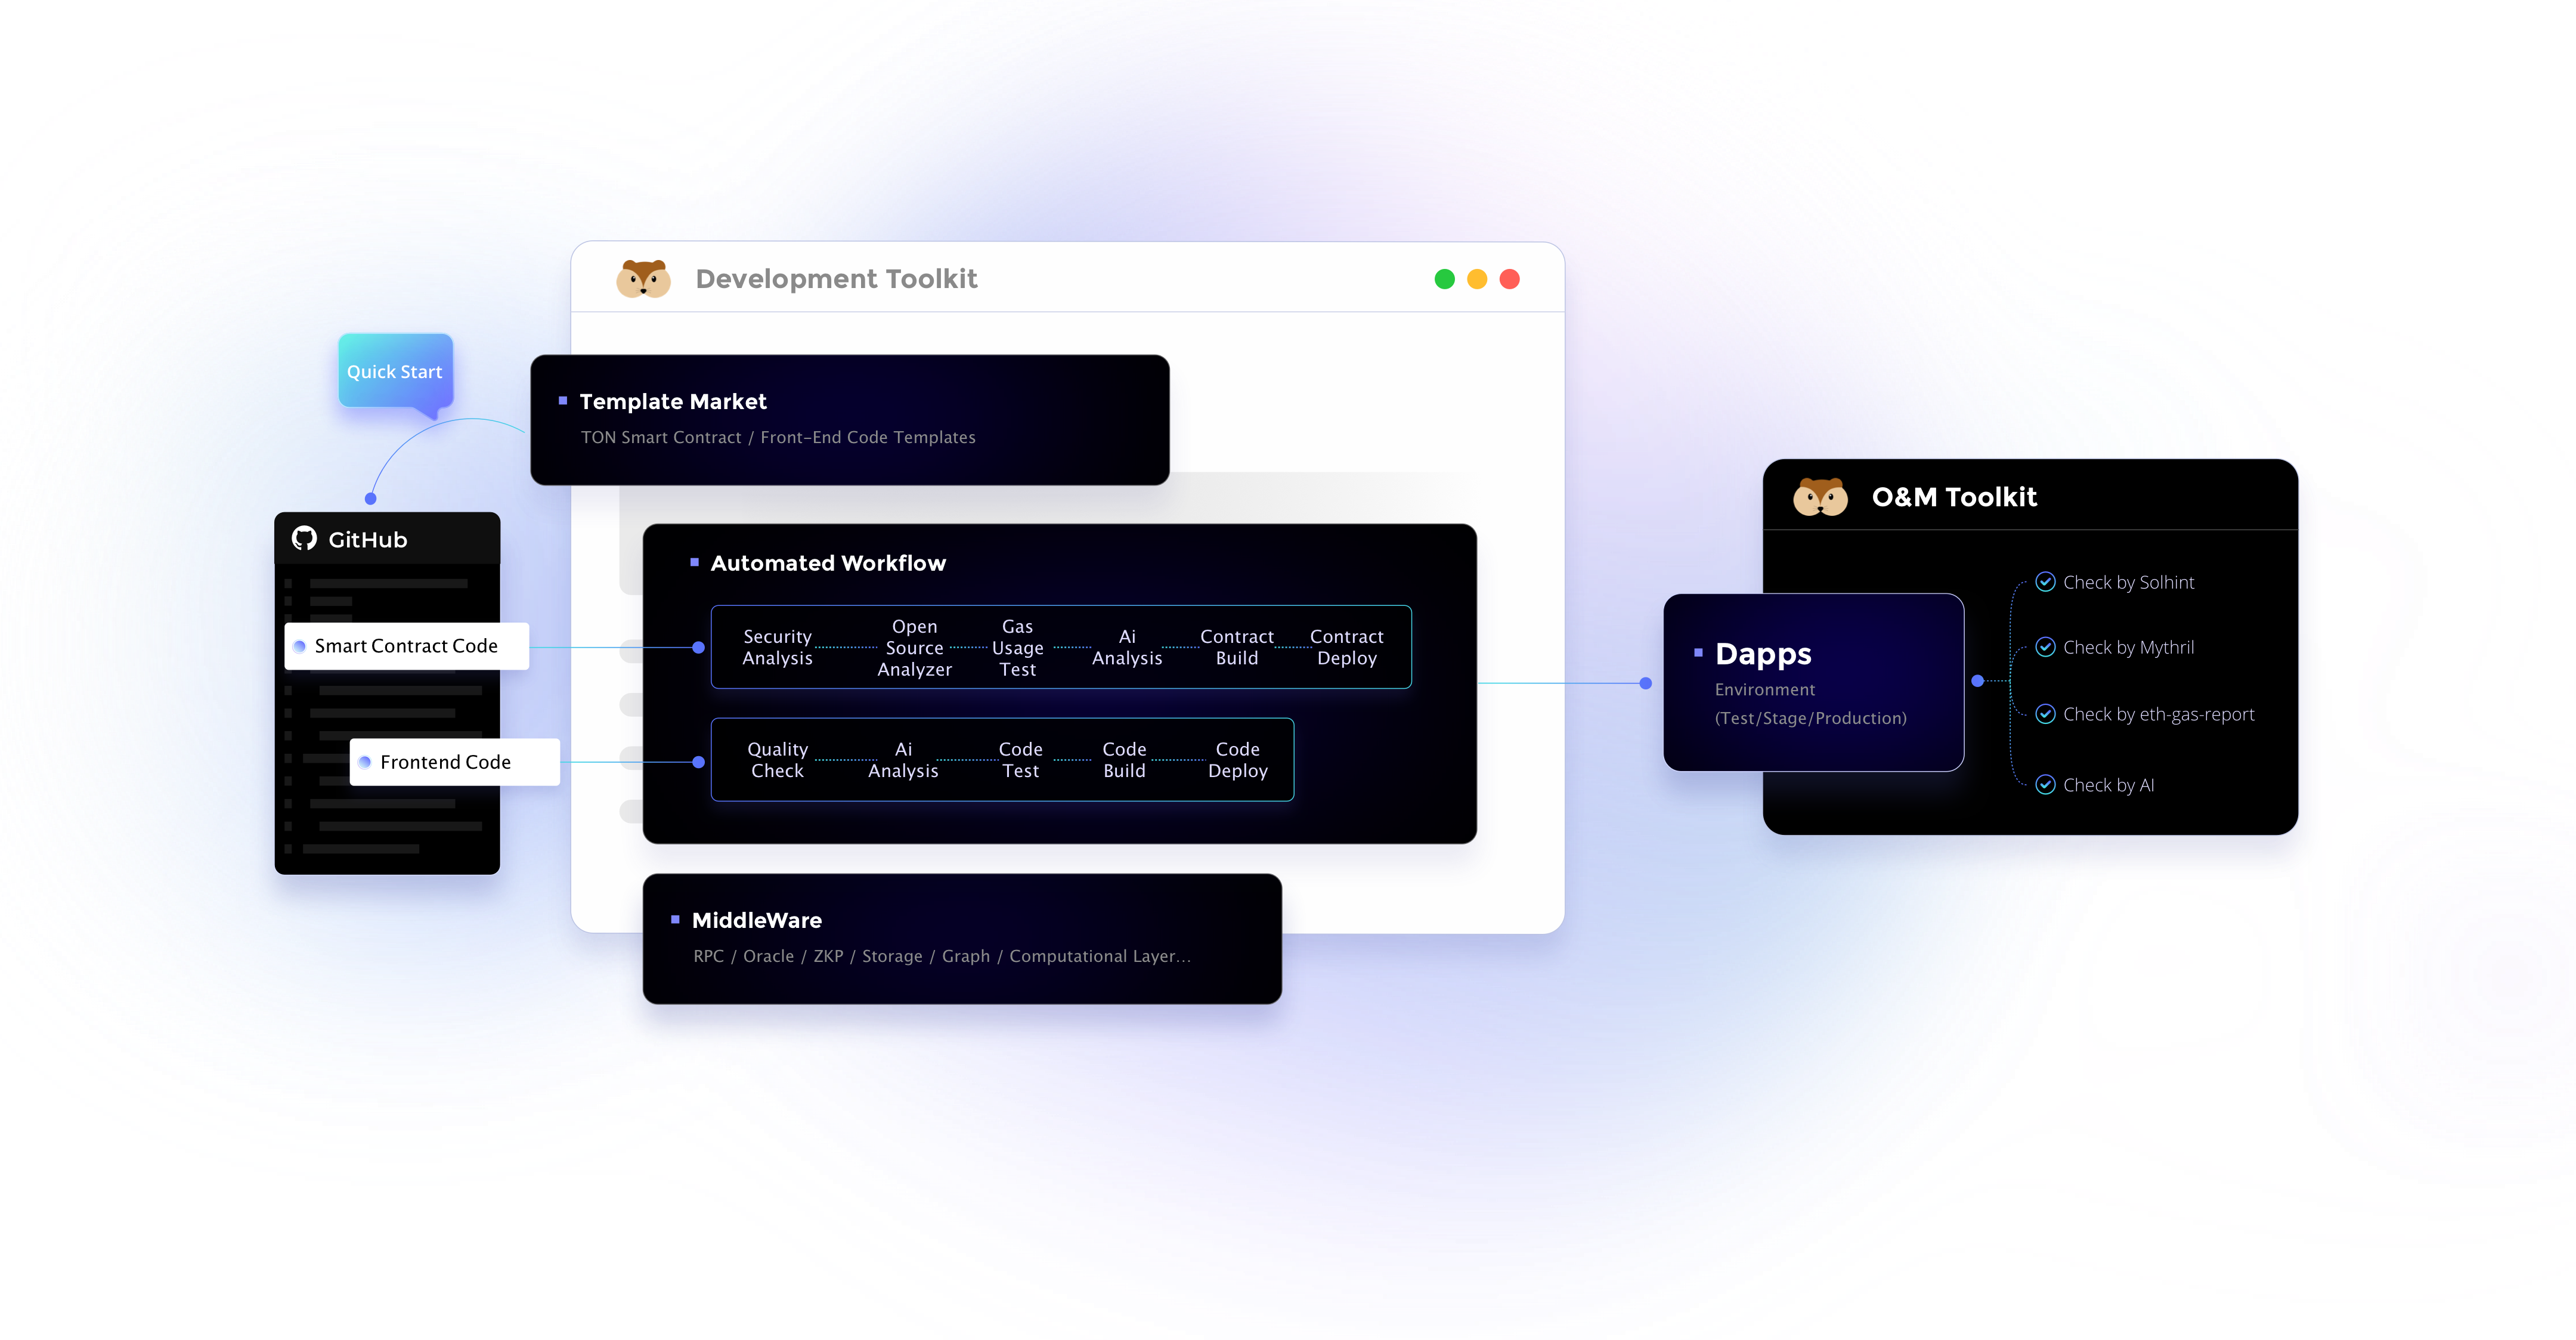 Development Toolkit
Quick Start
Template Market
TON Smart Contract / Front-End Code Templates
GitHub
Smart Contract Code
Frontend Code
Automated Workflow
Security
Analysis
Open
Source
Analyzer
Gas
Usage
Test
Ai
Analysis
Contract
Build
Contract
Deploy
Quality
Check
Ai
Analysis
Code
Test
Code
Build
Code
Deploy
MiddleWare
RPC / Oracle / ZKP / Storage / Graph / Computational Layer...
O&M Toolkit
Dapps
Environment
(Test/Stage/Production)
Check by Solhint
Check by Mythril
Check by eth-gas-report
Check by AI